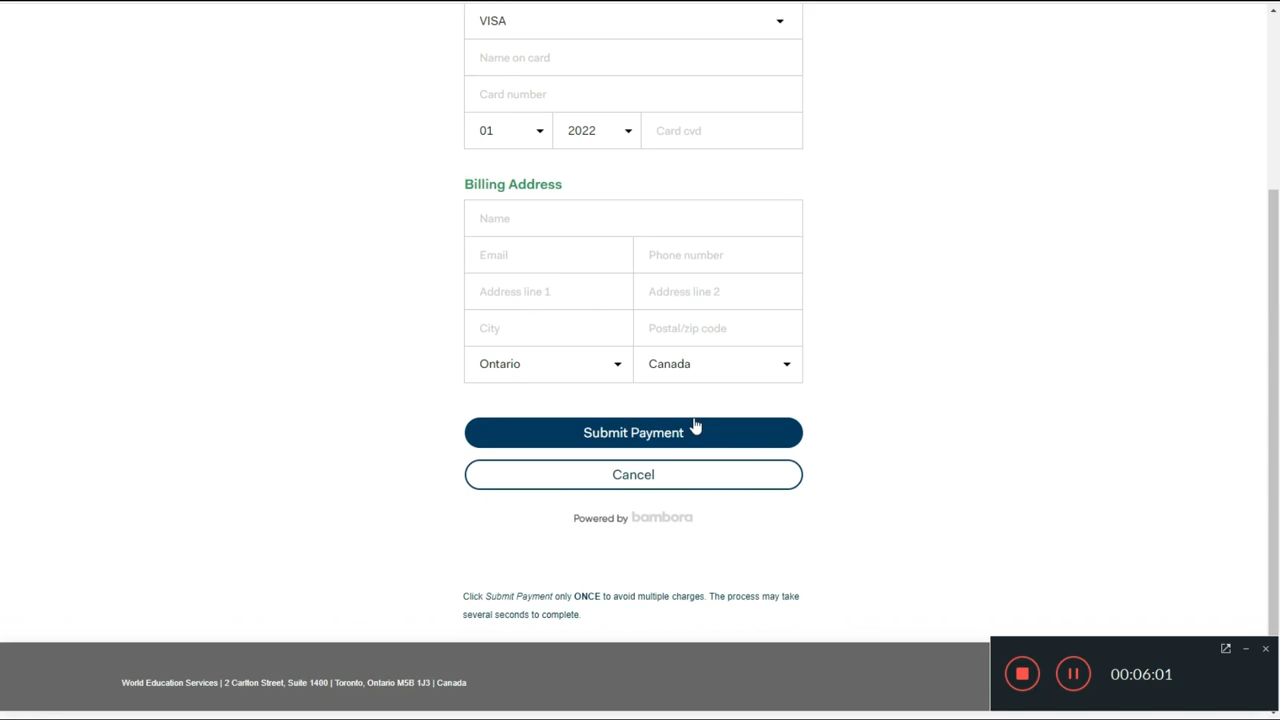 VISA
Name on card
Card number
01 2022 Card cvd
Billing Address
Name
Email Phone number
Address line 1 Address line 2
City Postal/zip code
Ontario Canada
Submit Payment
Cancel
Powered by bambora
Click Submit Payment only ONCE to avoid multiple charges. The process may take
several seconds to complete.
World Education Services | 2 Carlton Street, Suite 1400 | Toronto, Ontario M5B 1J3 | Canada
00:06:01